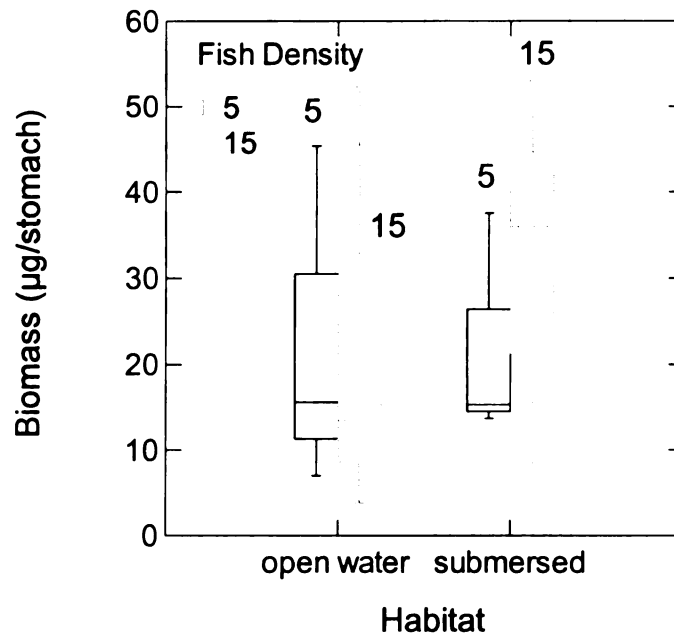 60
50
40
30
20
10
0
Biomass (µg/stomach)
Fish Density
5
15
5
15
5
15
open water
submersed
Habitat